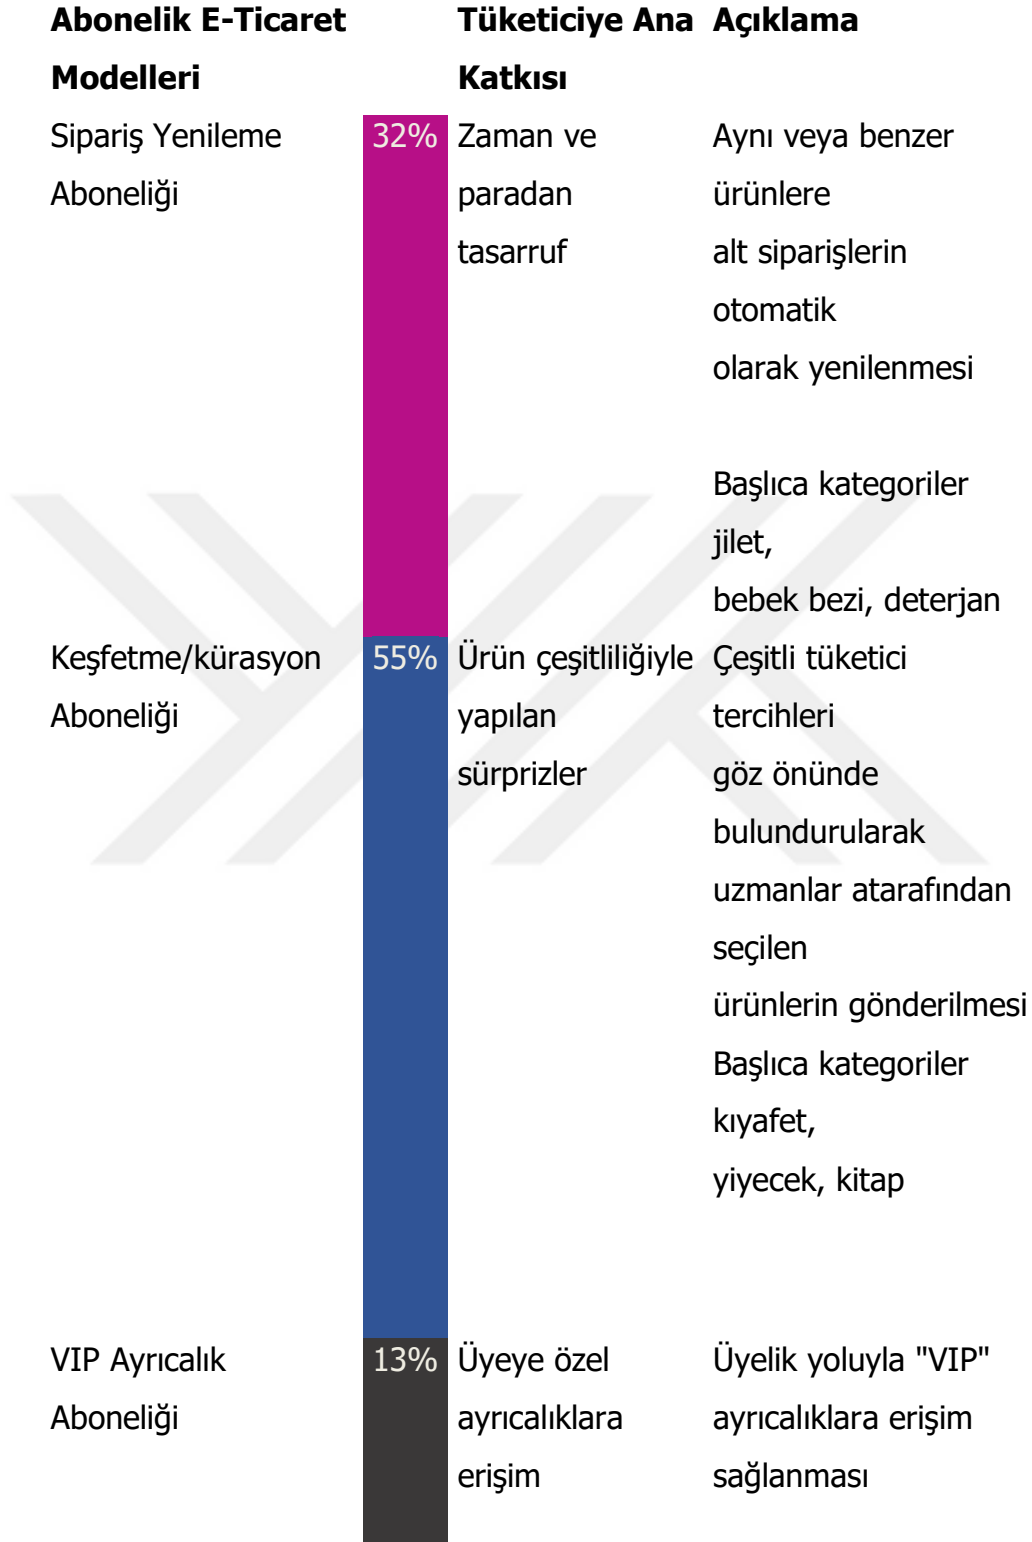 Abonelik E-Ticaret
Modelleri
Tüketiciye Ana
Katkısı
Açıklama
Sipariş Yenileme
Aboneliği
32%
Zaman ve
paradan
tasarruf
Aynı veya benzer
ürünlere
alt siparişlerin
otomatik
olarak yenilenmesi
Başlıca kategoriler
jilet,
bebek bezi, deterjan
Keşfetme/kürasyon
Aboneliği
55%
Ürün çeşitliliğiyle
yapılan
sürprizler
Çeşitli tüketici
tercihleri
göz önünde
bulundurularak
uzmanlar atarafından
seçilen
ürünlerin gönderilmesi
Başlıca kategoriler
kıyafet,
yiyecek, kitap
VIP Ayrıcalık
Aboneliği
13%
Üyeye özel
ayrıcalıklara
erişim
Üyelik yoluyla "VIP"
ayrıcalıklara erişim
sağlanması